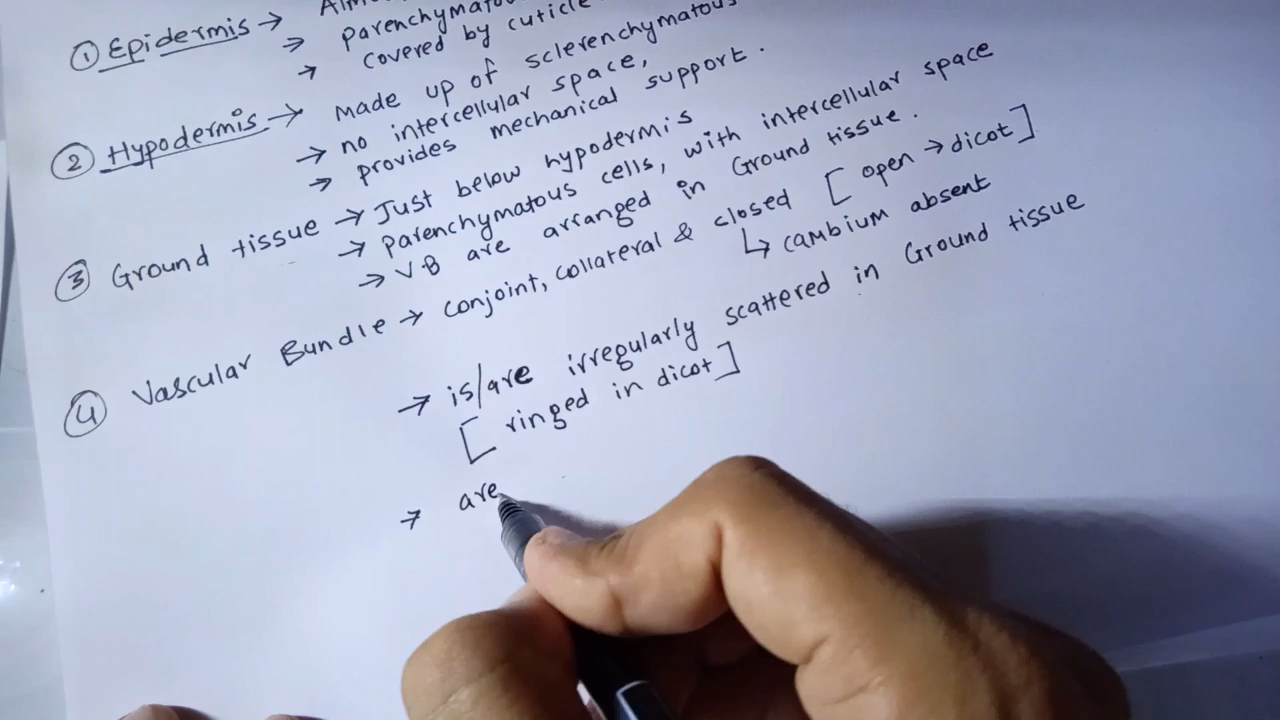 ① Epidermis →
⇒ parenchymato
→ covered by cuticle
② Hypodermis → Made up of sclerenchymatous
→ no intercellular space,
→ provides mechanical support.
③ Ground tissue → Just below hypodermis
→ parenchymatous cells, with intercellular space
→ V.B are arranged in Ground tissue.
④ Vascular Bundle → conjoint, collateral & closed [open → dicot]
↳ cambium absent
→ is/are irregularly scattered in Ground tissue
[ringed in dicot]
→ are